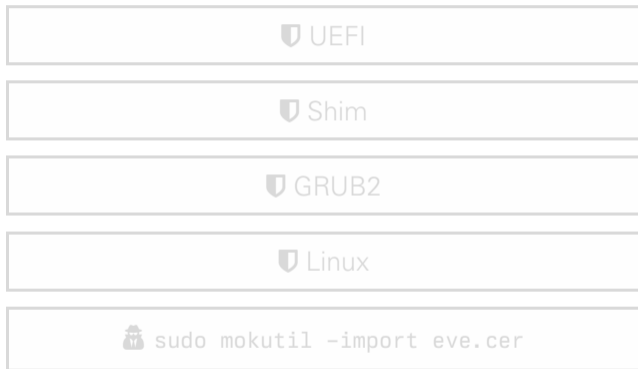 UEFI
Shim
GRUB2
Linux
sudo mokutil –import eve.cer